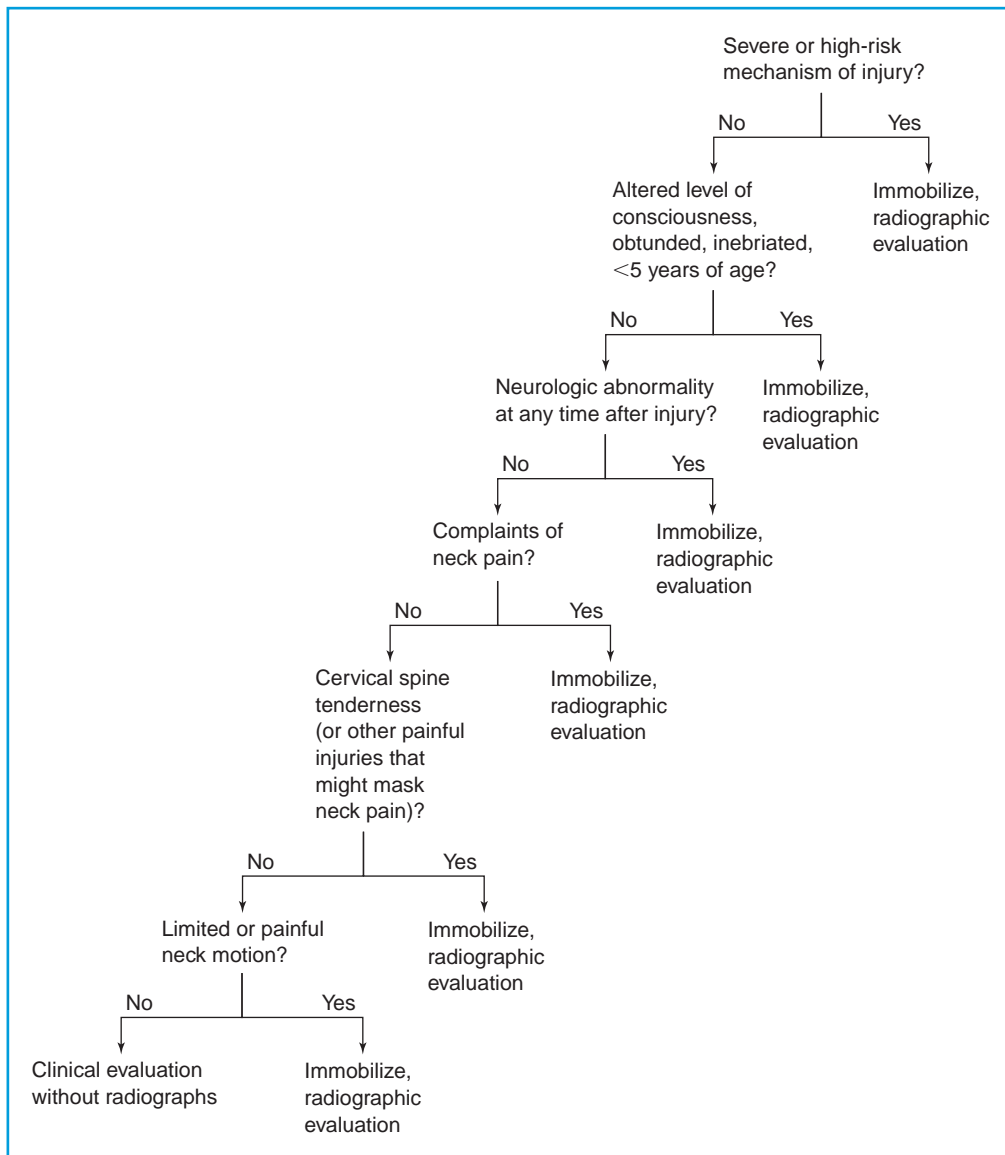 Severe or high-risk
mechanism of injury?
No
Yes
Altered level of
consciousness,
obtunded, inebriated,
<5 years of age?
Immobilize,
radiographic
evaluation
No
Yes
Neurologic abnormality
at any time after injury?
Immobilize,
radiographic
evaluation
No
Yes
Complaints of
neck pain?
Immobilize,
radiographic
evaluation
No
Yes
Cervical spine
tenderness
(or other painful
injuries that
might mask
neck pain)?
Immobilize,
radiographic
evaluation
No
Yes
Limited or painful
neck motion?
Immobilize,
radiographic
evaluation
No
Yes
Clinical evaluation
without radiographs
Immobilize,
radiographic
evaluation